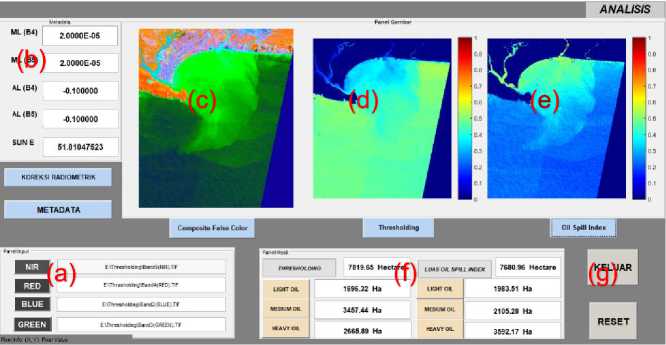 ANALISIS
Metadata
Panel Gambar
ML (B4) 2.0000E-05
(b)
ML (B5) 2.0000E-05
AL (B4) -0.100000
AL (B5) -0.100000
SUN E 51.81847523
(c)
(d)
(e)
1
0.9
0.8
0.7
0.6
0.5
0.4
0.3
0.2
0.1
0
1
0.9
0.8
0.7
0.6
0.5
0.4
0.3
0.2
0.1
0
KOREKSI RADIOMETRIK
METADATA
Composite False Color
Thresholding
Oil Spill Index
Panel Input
NIR E:\Thresholding\Band5(NIR).TIF
(a)
RED E:\Thresholding\Band4(RED).TIF
BLUE E:\Thresholding\Band2(BLUE).TIF
GREEN E:\Thresholding\Band3(GREEN).TIF
Panel Hasil
THRESHOLDING 7819.65 Hectares
LUAS OIL SPILL INDEX 7680.96 Hectare
(f)
LIGHT OIL 1696.32 Ha
LIGHT OIL 1983.51 Ha
MEDIUM OIL 3457.44 Ha
MEDIUM OIL 2105.28 Ha
HEAVY OIL 2665.89 Ha
HEAVY OIL 3592.17 Ha
KELUAR
(g)
RESET
Pixel info: (X, Y) Pixel Value